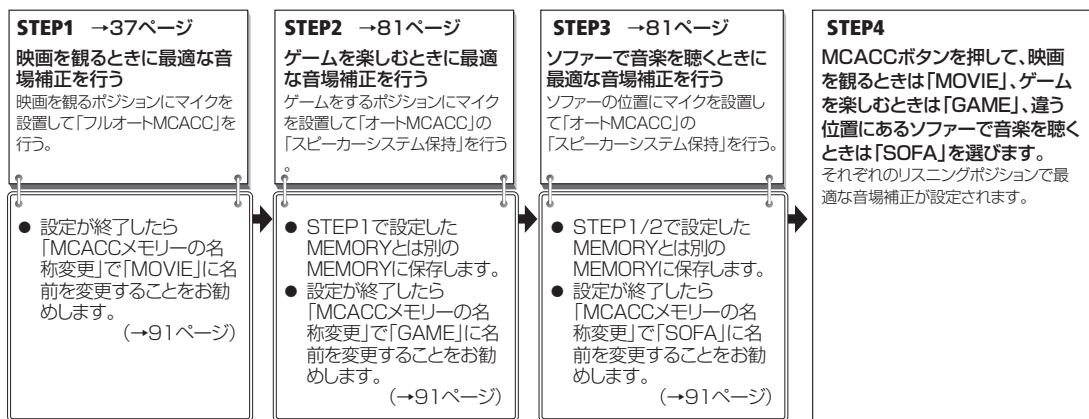 STEP1 →37ページ
映画を観るときに最適な音
場補正を行う
映画を観るポジションにマイクを
設置して「フルオートMCACC」を
行う。
● 設定が終了したら
「MCACCメモリーの名
称変更」で「MOVIE」に名
前を変更することをお勧
めします。
(→91ページ)
STEP2 →81ページ
ゲームを楽しむときに最適
な音場補正を行う
ゲームをするポジションにマイク
を設置して「オートMCACC」の
「スピーカーシステム保持」を行う
。
● STEP1で設定した
MEMORYとは別の
MEMORYに保存します。
● 設定が終了したら
「MCACCメモリーの名
称変更」で「GAME」に名
前を変更することをお勧
めします。
(→91ページ)
STEP3 →81ページ
ソファーで音楽を聴くときに
最適な音場補正を行う
ソファーの位置にマイクを設置し
て「オートMCACC」の
「スピーカーシステム保持」を行う。
● STEP1/2で設定した
MEMORYとは別の
MEMORYに保存します。
● 設定が終了したら
「MCACCメモリーの名
称変更」で「SOFA」に名
前を変更することをお勧
めします。
(→91ページ)
STEP4
MCACCボタンを押して、映画
を観るときは「MOVIE」、ゲーム
を楽しむときは「GAME」、違う
位置にあるソファーで音楽を聴く
ときは「SOFA」を選びます。
それぞれのリスニングポジションで最
適な音場補正が設定されます。